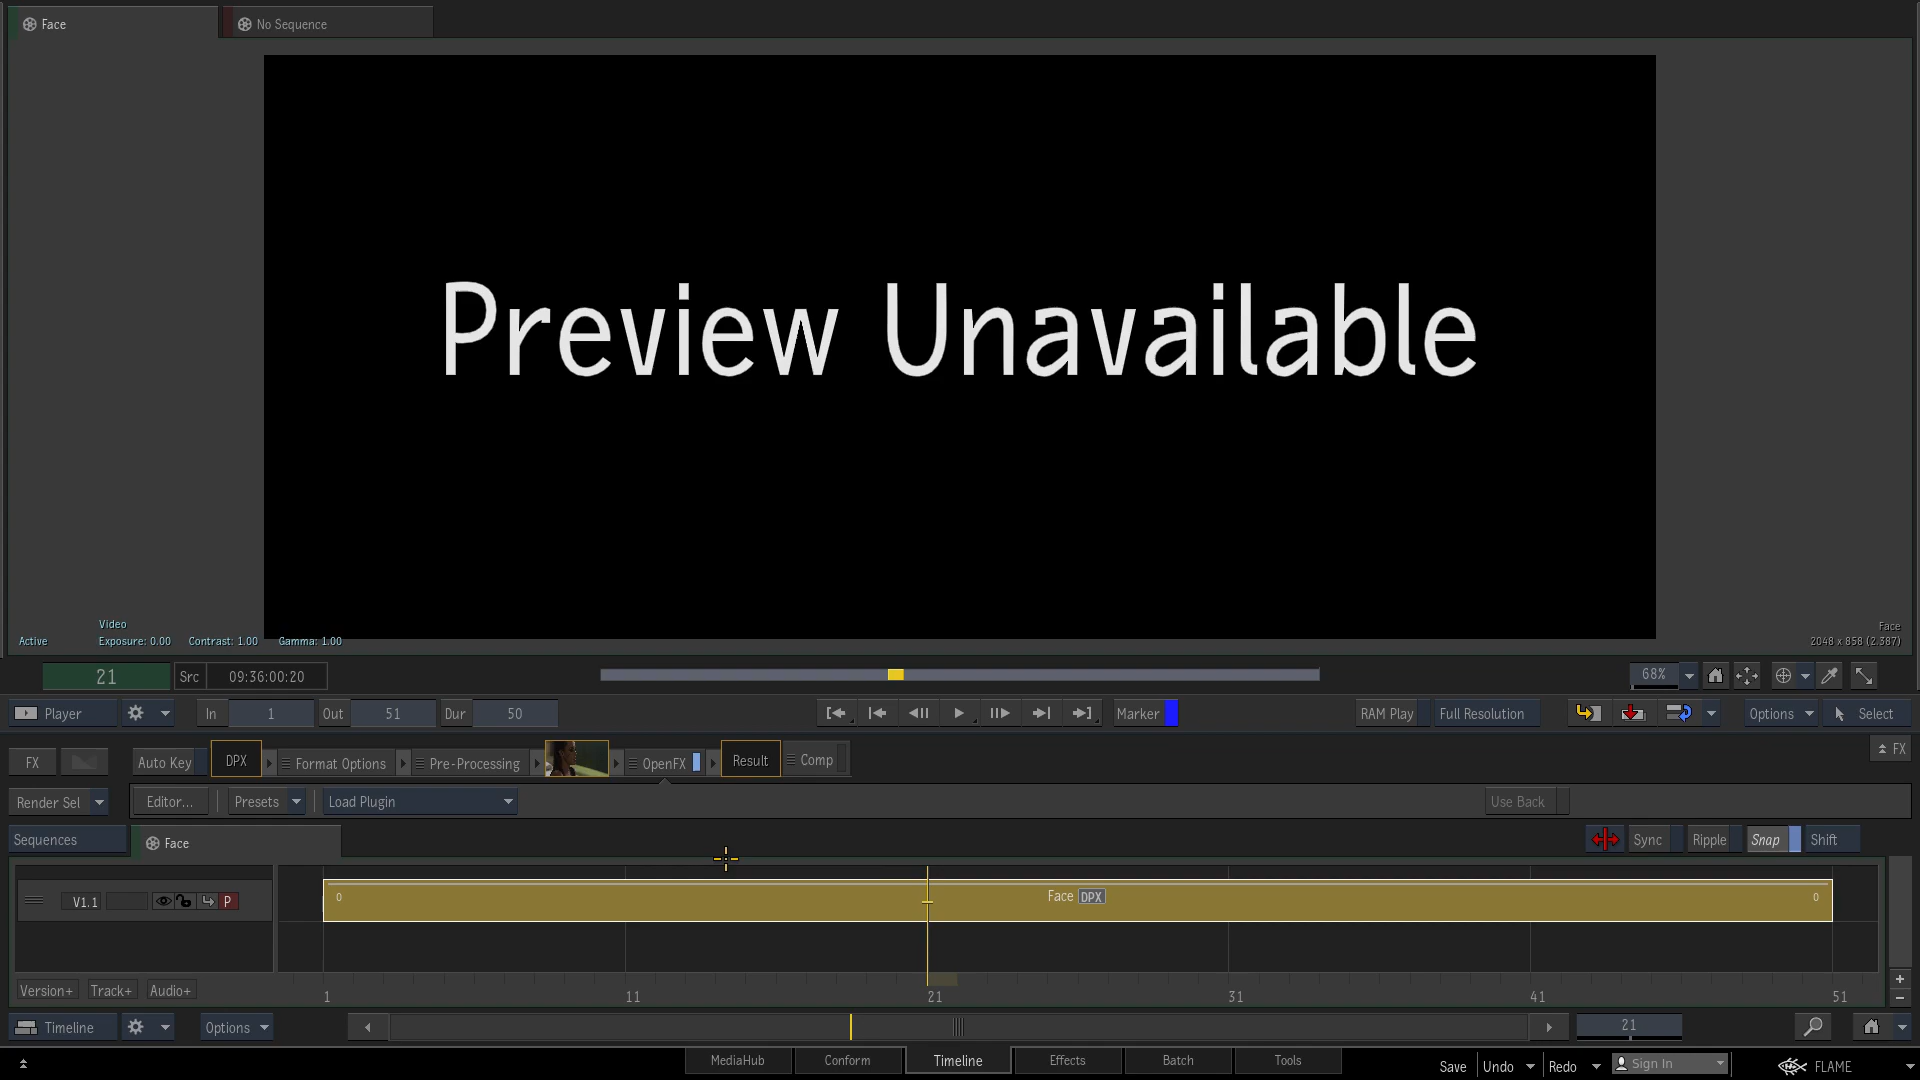 Face
No Sequence
Preview Unavailable
Video
Active
Exposure: 0.00
Contrast: 1.00
Gamma: 1.00
Face
2048 x 858 (2.387)
21
Src
09:36:00:20
68%
Player
In
1
Out
51
Dur
50
Marker
RAM Play
Full Resolution
Options
Select
FX
Auto Key
DPX
Format Options
Pre-Processing
OpenFX
Result
Comp
FX
Render Sel
Editor...
Presets
Load Plugin
Use Back
Sequences
Face
Sync
Ripple
Snap
Shift
V1.1
P
0
Face DPX
0
Version+
Track+
Audio+
1
11
21
31
41
51
Timeline
Options
21
MediaHub
Conform
Timeline
Effects
Batch
Tools
Save
Undo
Redo
Sign In
FLAME